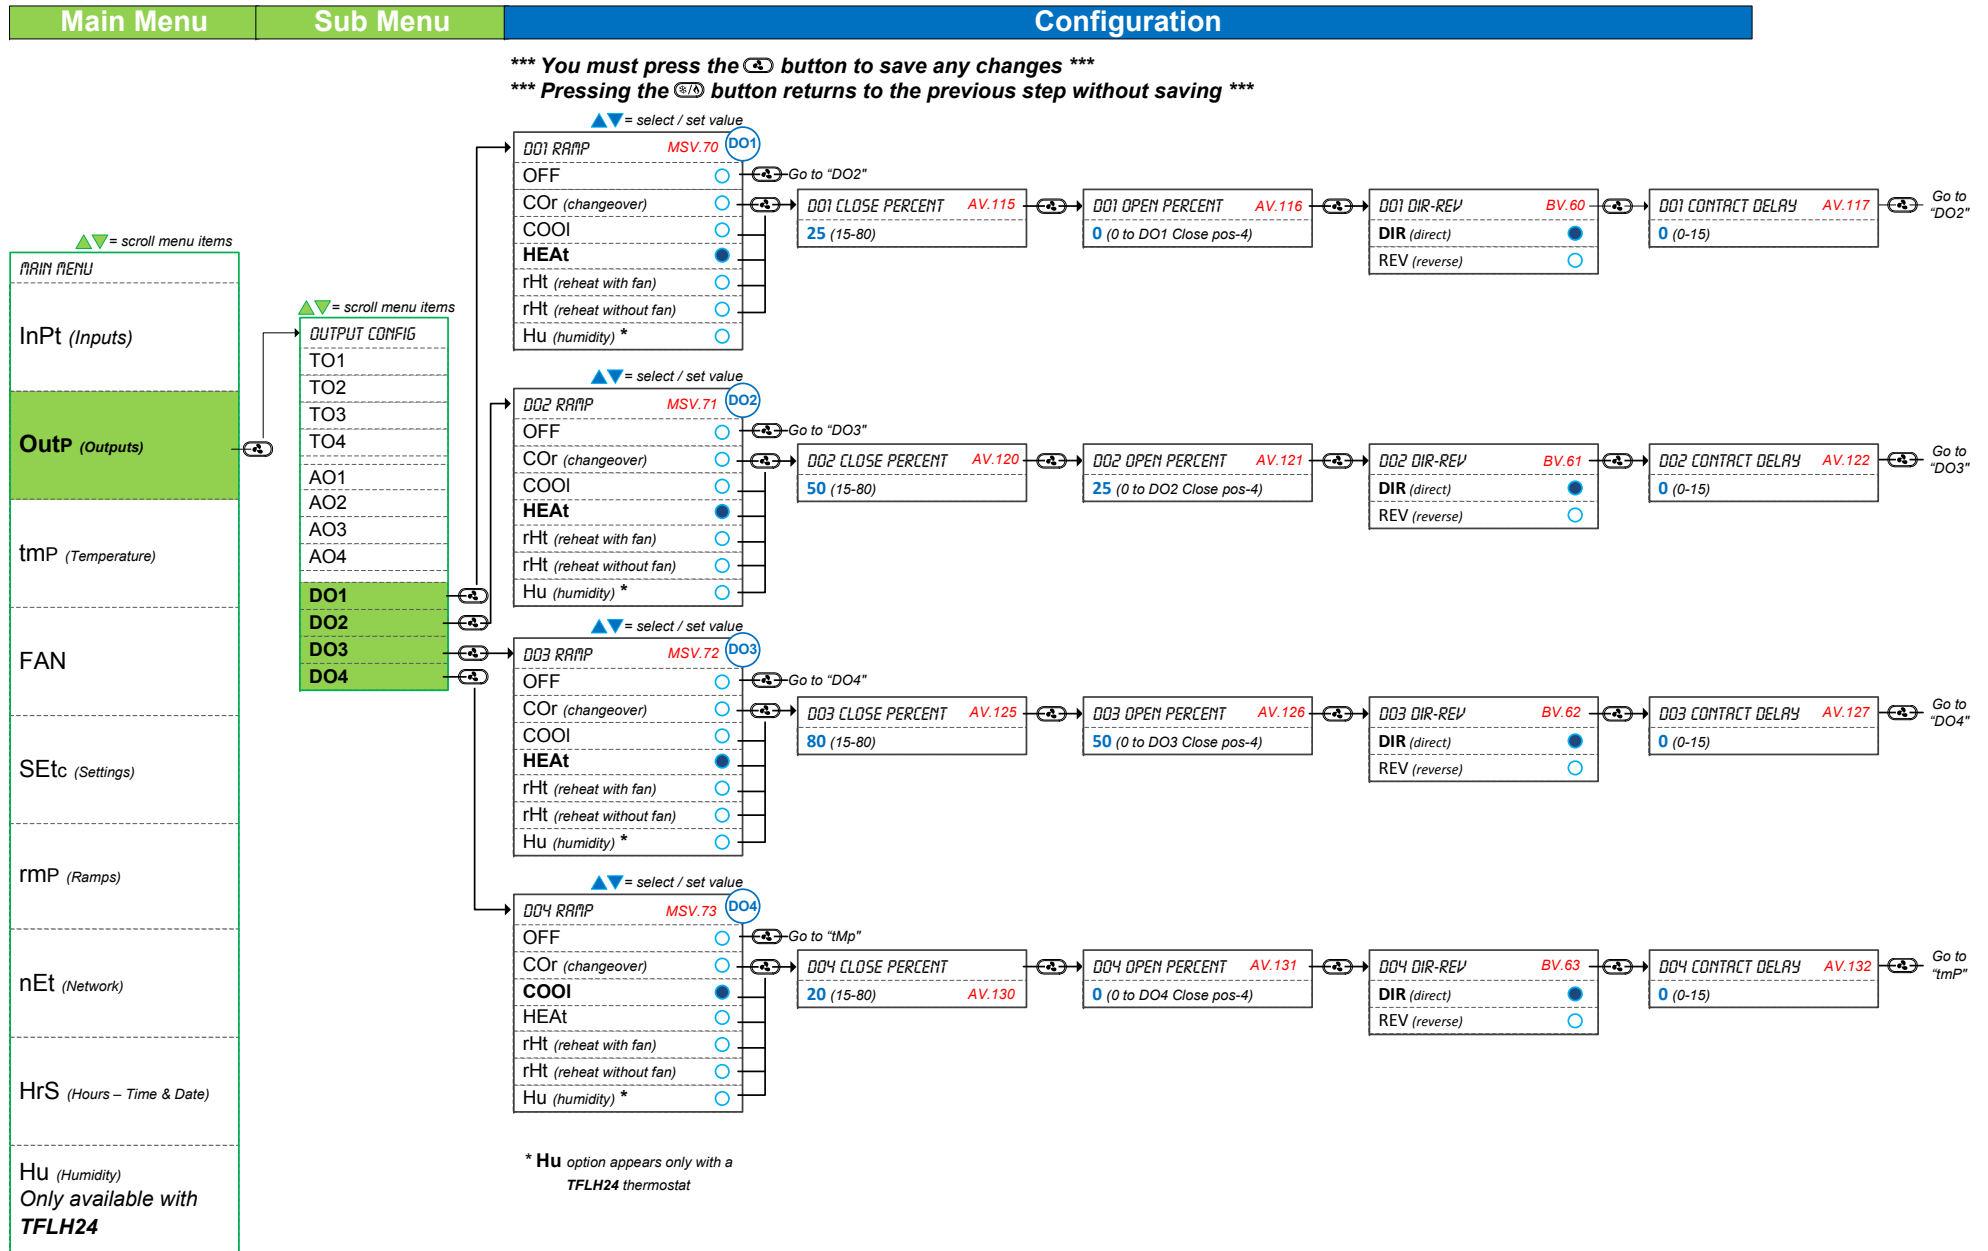 Main Menu
Sub Menu
Configuration
*** You must press the button to save any changes ***
*** Pressing the button returns to the previous step without saving ***
= scroll menu items
MAIN MENU
InPt (Inputs)
OutP (Outputs)
tmP (Temperature)
FAN
SEtc (Settings)
rmP (Ramps)
nEt (Network)
HrS (Hours – Time & Date)
Hu (Humidity)
Only available with
TFLH24
= scroll menu items
OUTPUT CONFIG
TO1
TO2
TO3
TO4
AO1
AO2
AO3
AO4
DO1
DO2
DO3
DO4
= select / set value
DO1 RAMP MSV.70 DO1
OFF
Go to “DO2”
COr (changeover)
COOl
HEAt
rHt (reheat with fan)
rHt (reheat without fan)
Hu (humidity) *
DO1 CLOSE PERCENT AV.115
25 (15-80)
DO1 OPEN PERCENT AV.116
0 (0 to DO1 Close pos-4)
DO1 DIR-REV BV.60
DIR (direct)
REV (reverse)
DO1 CONTACT DELAY AV.117
0 (0-15)
Go to
“DO2”
= select / set value
DO2 RAMP MSV.71 DO2
OFF
Go to “DO3”
COr (changeover)
COOl
HEAt
rHt (reheat with fan)
rHt (reheat without fan)
Hu (humidity) *
DO2 CLOSE PERCENT AV.120
50 (15-80)
DO2 OPEN PERCENT AV.121
25 (0 to DO2 Close pos-4)
DO2 DIR-REV BV.61
DIR (direct)
REV (reverse)
DO2 CONTACT DELAY AV.122
0 (0-15)
Go to
“DO3”
= select / set value
DO3 RAMP MSV.72 DO3
OFF
Go to “DO4”
COr (changeover)
COOl
HEAt
rHt (reheat with fan)
rHt (reheat without fan)
Hu (humidity) *
DO3 CLOSE PERCENT AV.125
80 (15-80)
DO3 OPEN PERCENT AV.126
50 (0 to DO3 Close pos-4)
DO3 DIR-REV BV.62
DIR (direct)
REV (reverse)
DO3 CONTACT DELAY AV.127
0 (0-15)
Go to
“DO4”
= select / set value
DO4 RAMP MSV.73 DO4
OFF
Go to “tMp”
COr (changeover)
COOl
HEAt
rHt (reheat with fan)
rHt (reheat without fan)
Hu (humidity) *
DO4 CLOSE PERCENT
20 (15-80) AV.130
DO4 OPEN PERCENT AV.131
0 (0 to DO4 Close pos-4)
DO4 DIR-REV BV.63
DIR (direct)
REV (reverse)
DO4 CONTACT DELAY AV.132
0 (0-15)
Go to
“tmP”
* Hu option appears only with a
TFLH24 thermostat